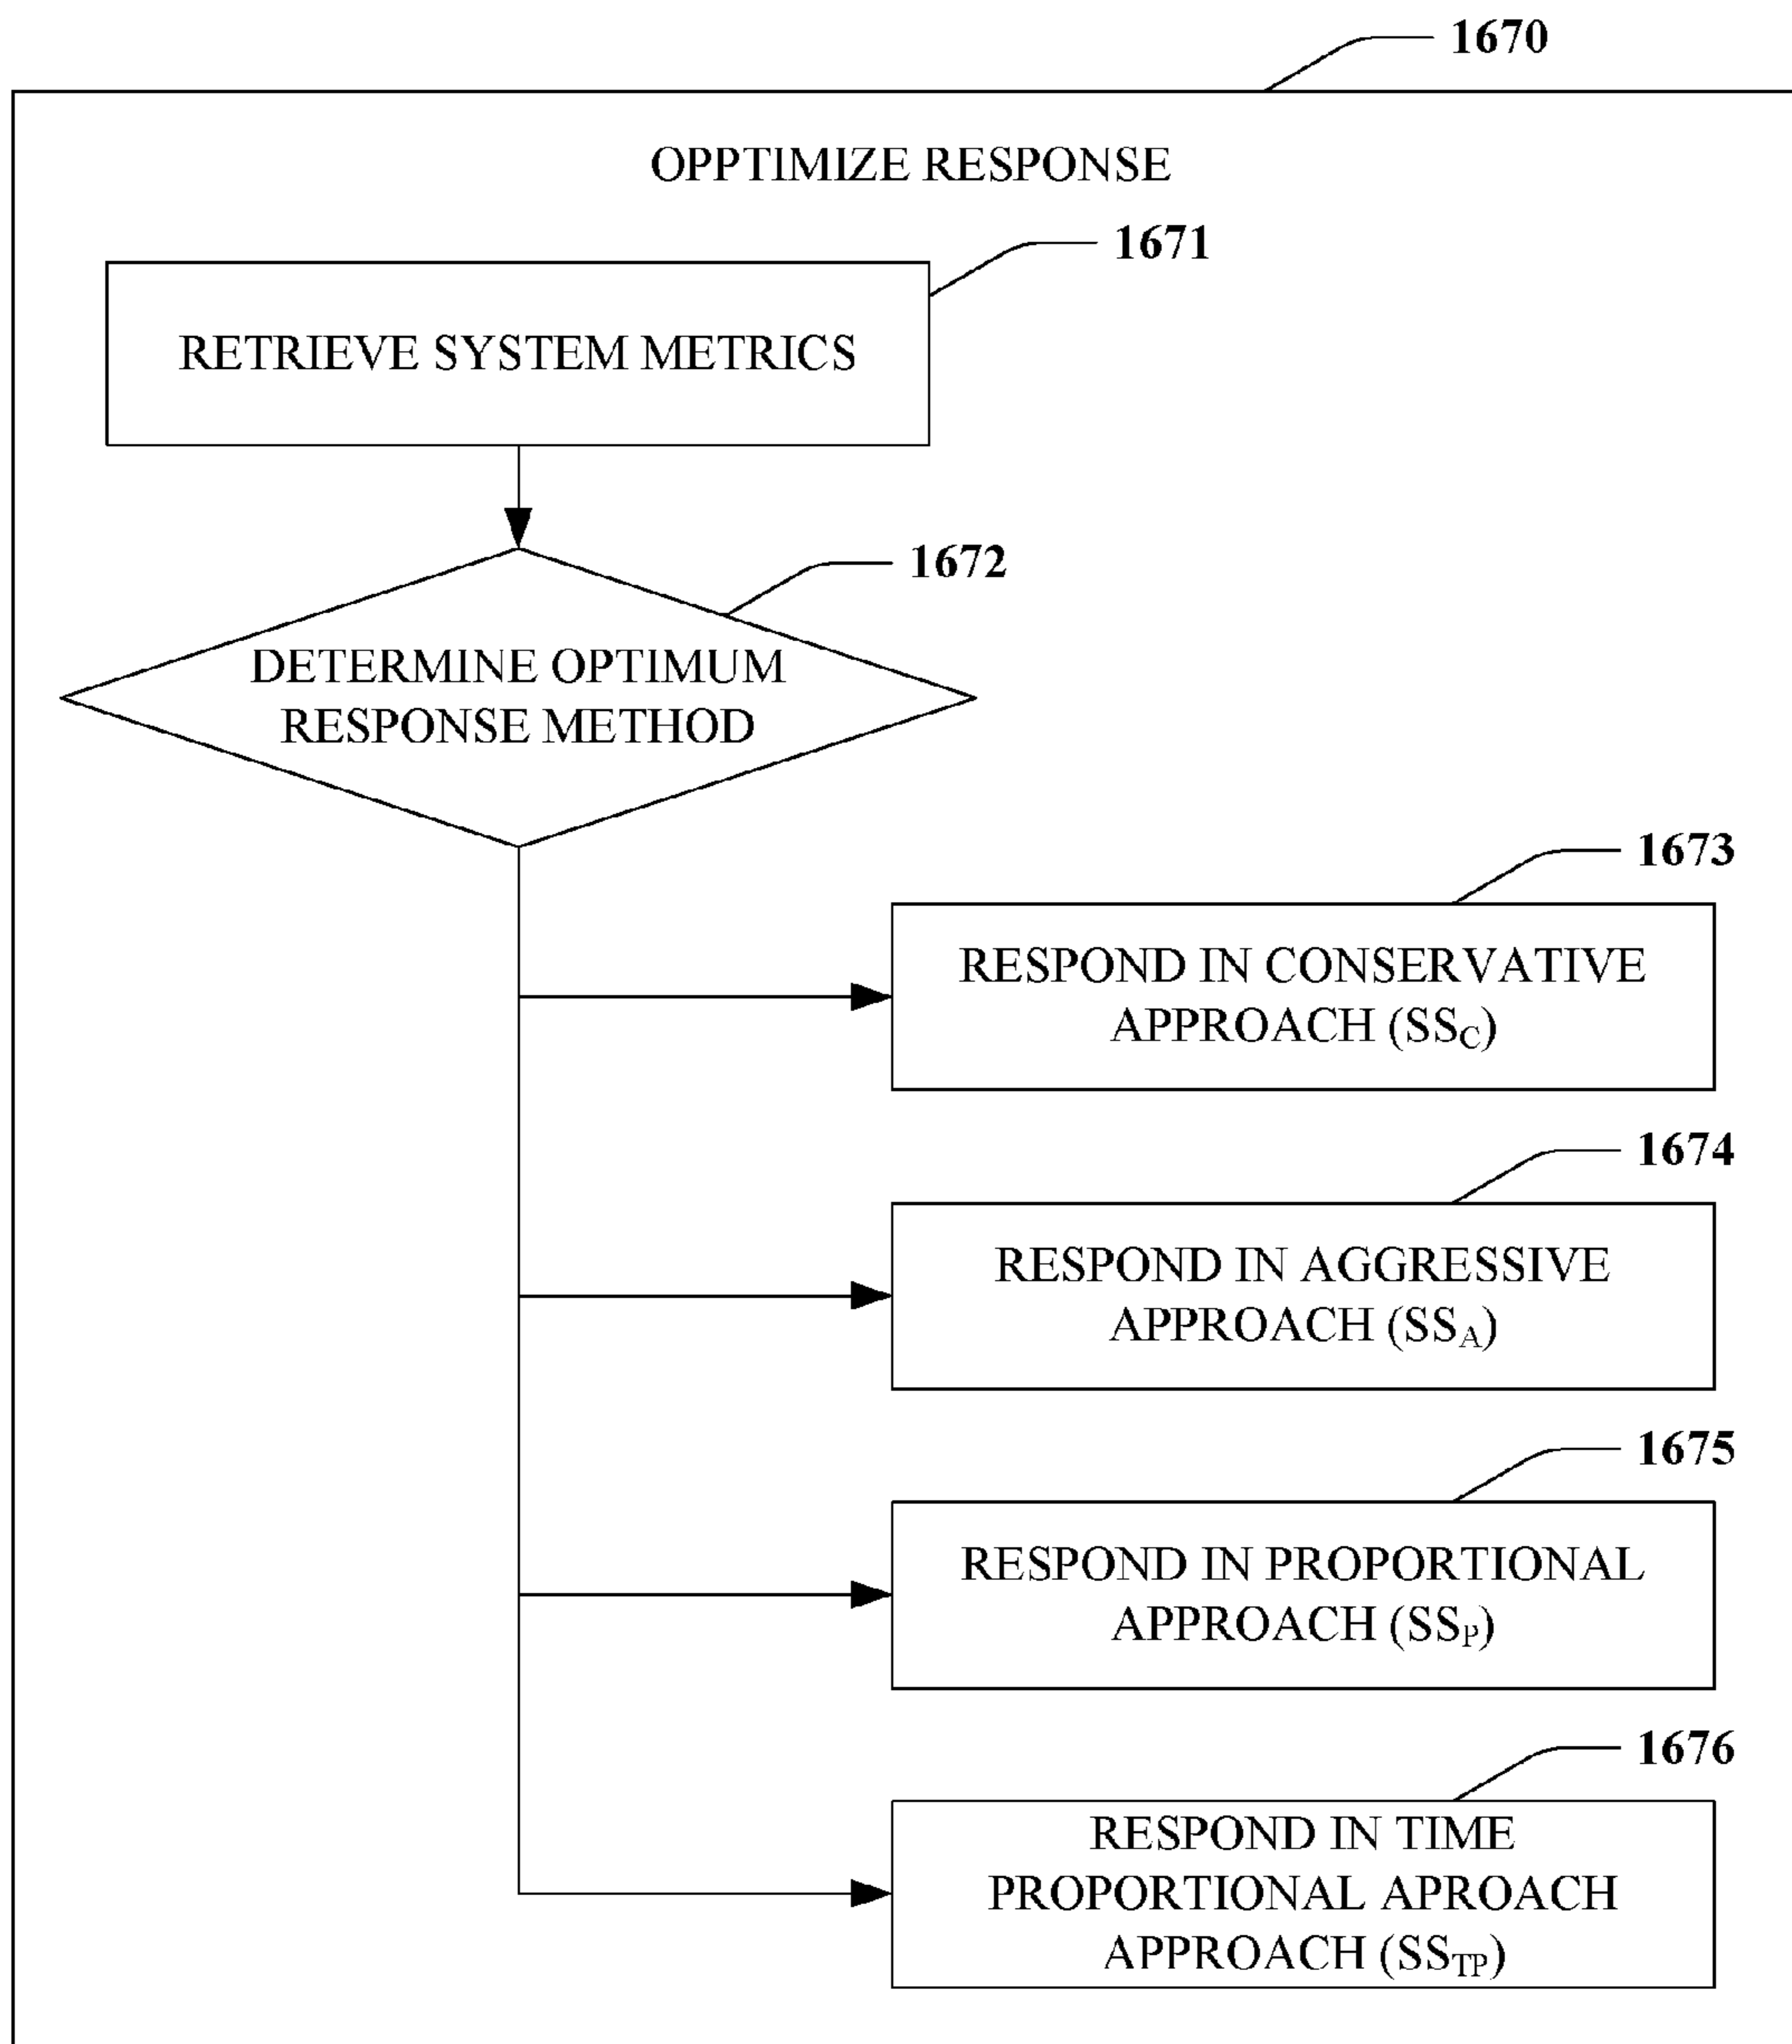 1670
OPPTIMIZE RESPONSE
1671
RETRIEVE SYSTEM METRICS
1672
DETERMINE OPTIMUM
RESPONSE METHOD
1673
RESPOND IN CONSERVATIVE
APPROACH (SSC)
1674
RESPOND IN AGGRESSIVE
APPROACH (SSA)
1675
RESPOND IN PROPORTIONAL
APPROACH (SSP)
1676
RESPOND IN TIME
PROPORTIONAL APROACH
APPROACH (SSTP)